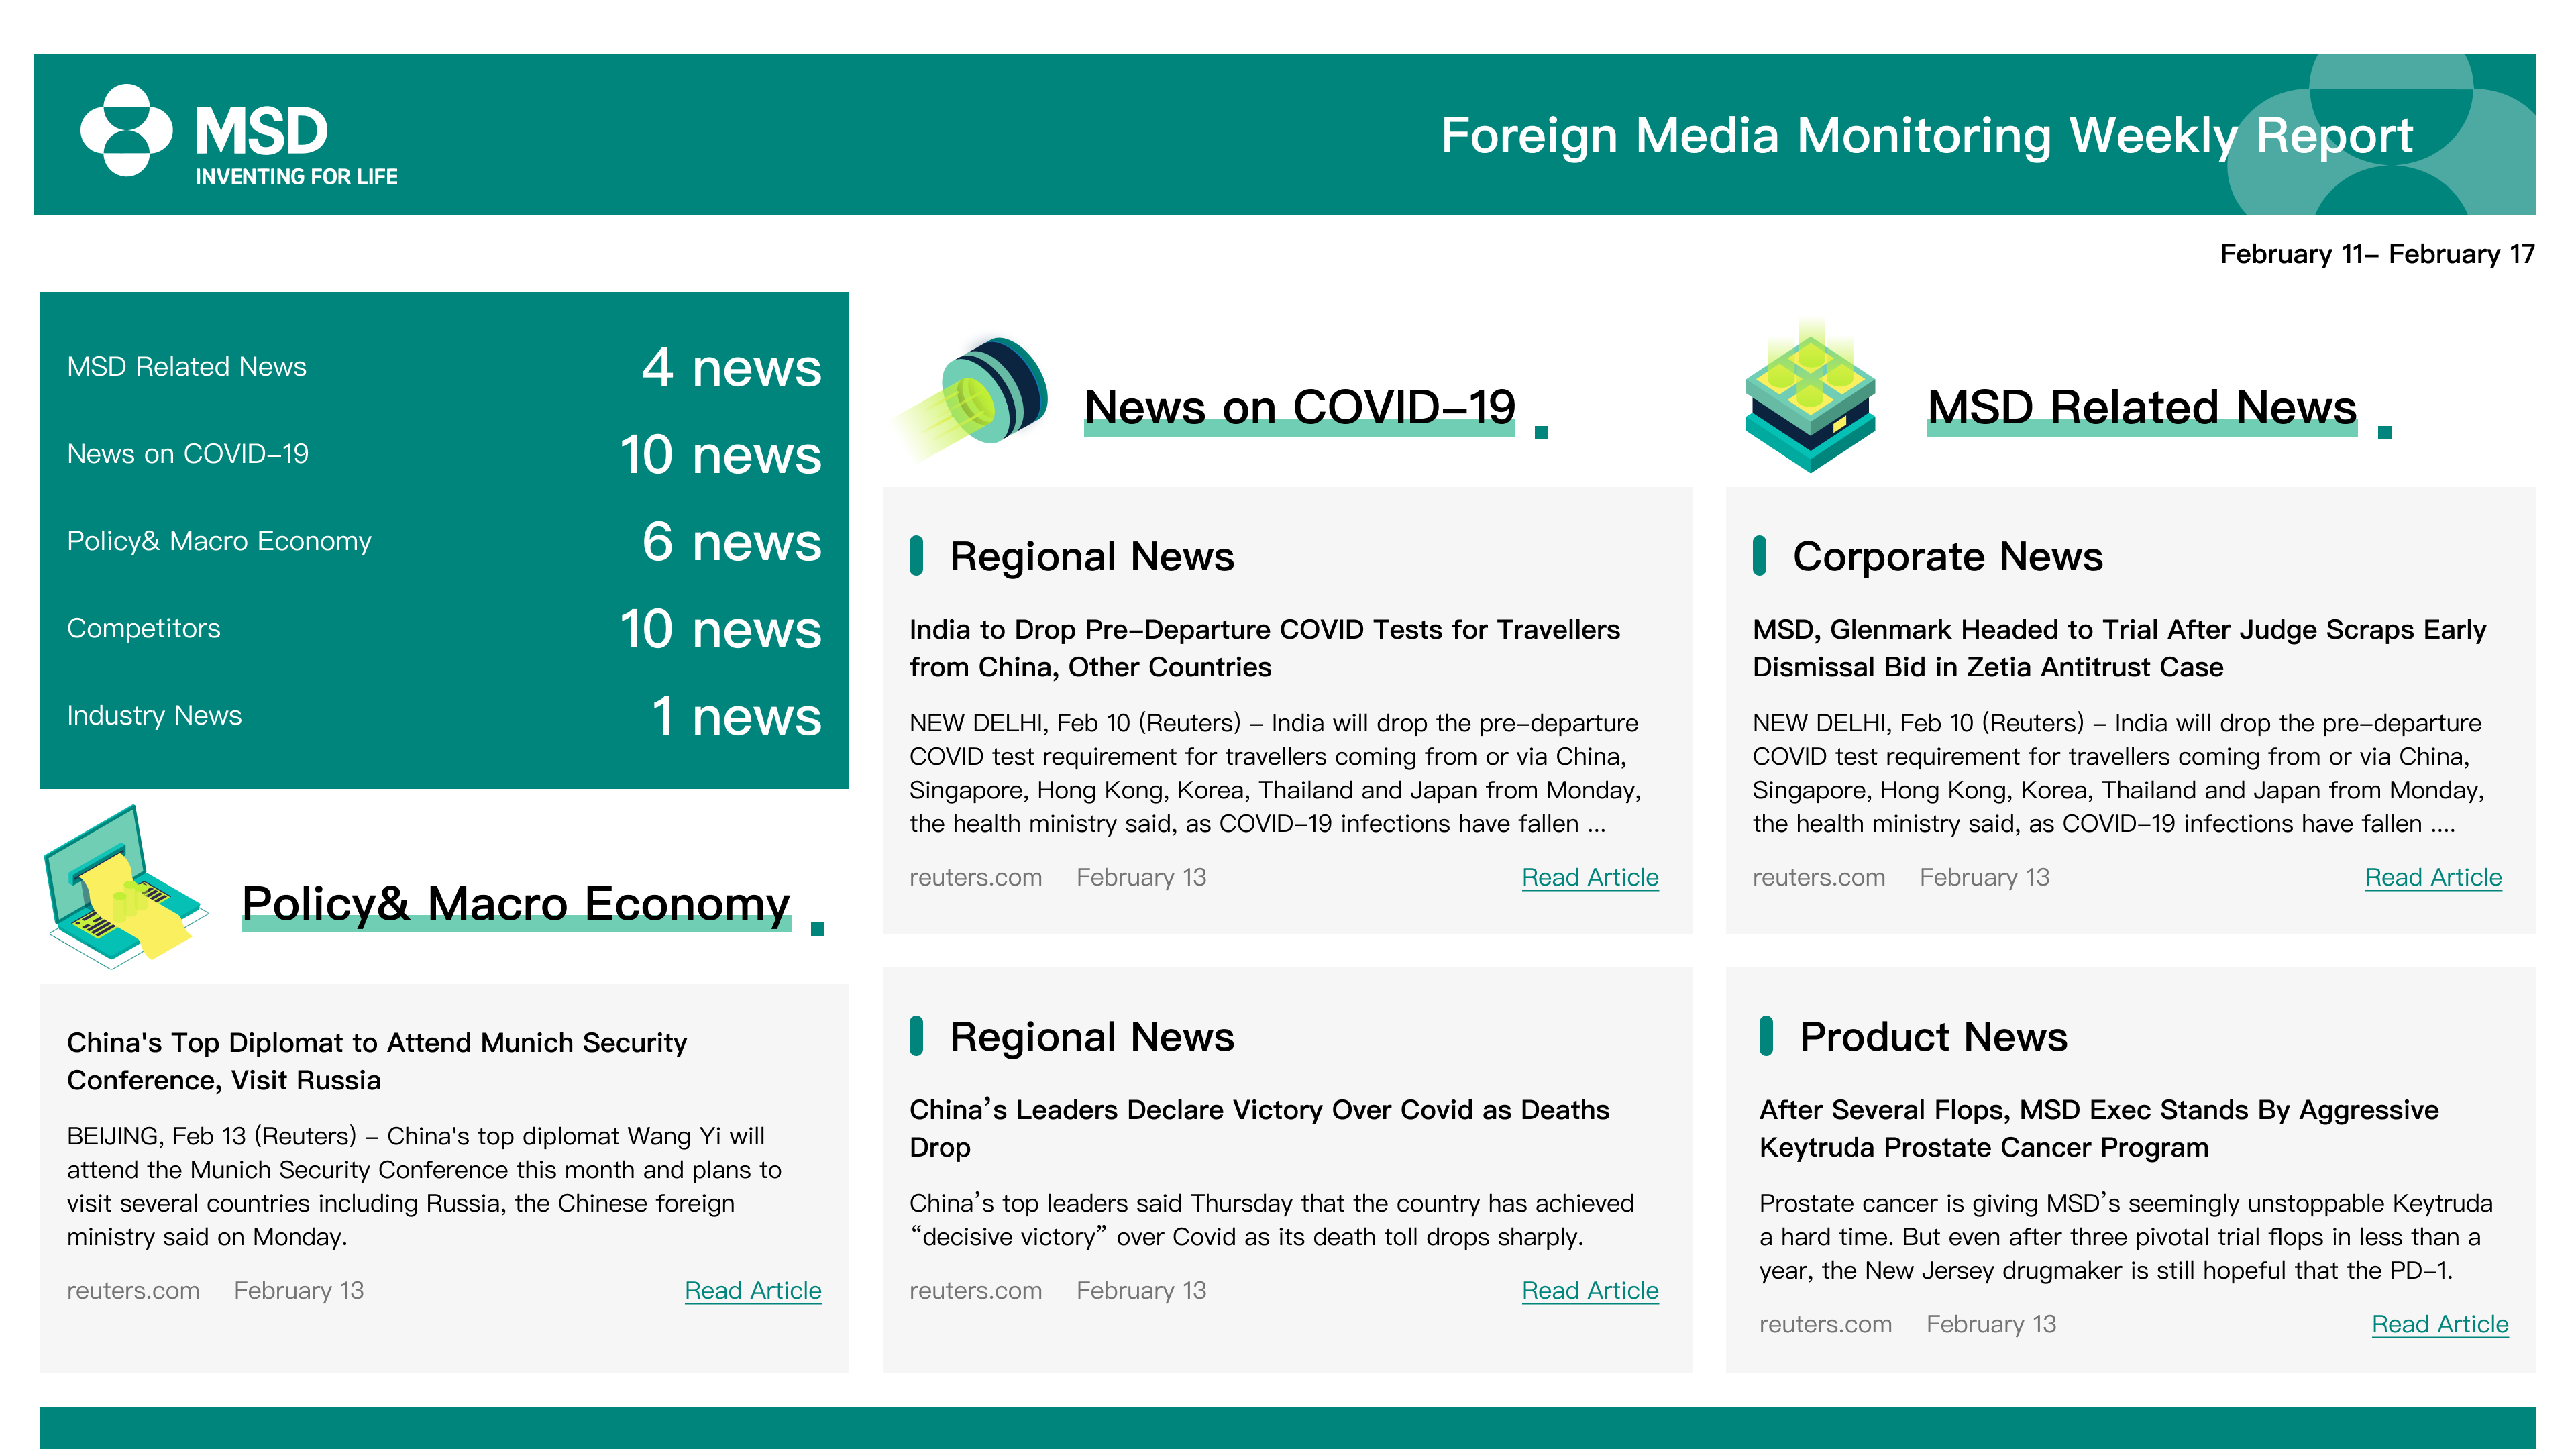 MSD
INVENTING FOR LIFE
Foreign Media Monitoring Weekly Report
February 11– February 17
MSD Related News 4 news
News on COVID–19 10 news
Policy& Macro Economy 6 news
Competitors 10 news
Industry News 1 news
Policy& Macro Economy
China's Top Diplomat to Attend Munich Security
Conference, Visit Russia
BEIJING, Feb 13 (Reuters) – China's top diplomat Wang Yi will
attend the Munich Security Conference this month and plans to
visit several countries including Russia, the Chinese foreign
ministry said on Monday.
reuters.com February 13 Read Article
News on COVID–19
Regional News
India to Drop Pre–Departure COVID Tests for Travellers
from China, Other Countries
NEW DELHI, Feb 10 (Reuters) – India will drop the pre–departure
COVID test requirement for travellers coming from or via China,
Singapore, Hong Kong, Korea, Thailand and Japan from Monday,
the health ministry said, as COVID–19 infections have fallen ...
reuters.com February 13 Read Article
Regional News
China’s Leaders Declare Victory Over Covid as Deaths
Drop
China’s top leaders said Thursday that the country has achieved
“decisive victory” over Covid as its death toll drops sharply.
reuters.com February 13 Read Article
MSD Related News
Corporate News
MSD, Glenmark Headed to Trial After Judge Scraps Early
Dismissal Bid in Zetia Antitrust Case
NEW DELHI, Feb 10 (Reuters) – India will drop the pre–departure
COVID test requirement for travellers coming from or via China,
Singapore, Hong Kong, Korea, Thailand and Japan from Monday,
the health ministry said, as COVID–19 infections have fallen ....
reuters.com February 13 Read Article
Product News
After Several Flops, MSD Exec Stands By Aggressive
Keytruda Prostate Cancer Program
Prostate cancer is giving MSD’s seemingly unstoppable Keytruda
a hard time. But even after three pivotal trial flops in less than a
year, the New Jersey drugmaker is still hopeful that the PD–1.
reuters.com February 13 Read Article